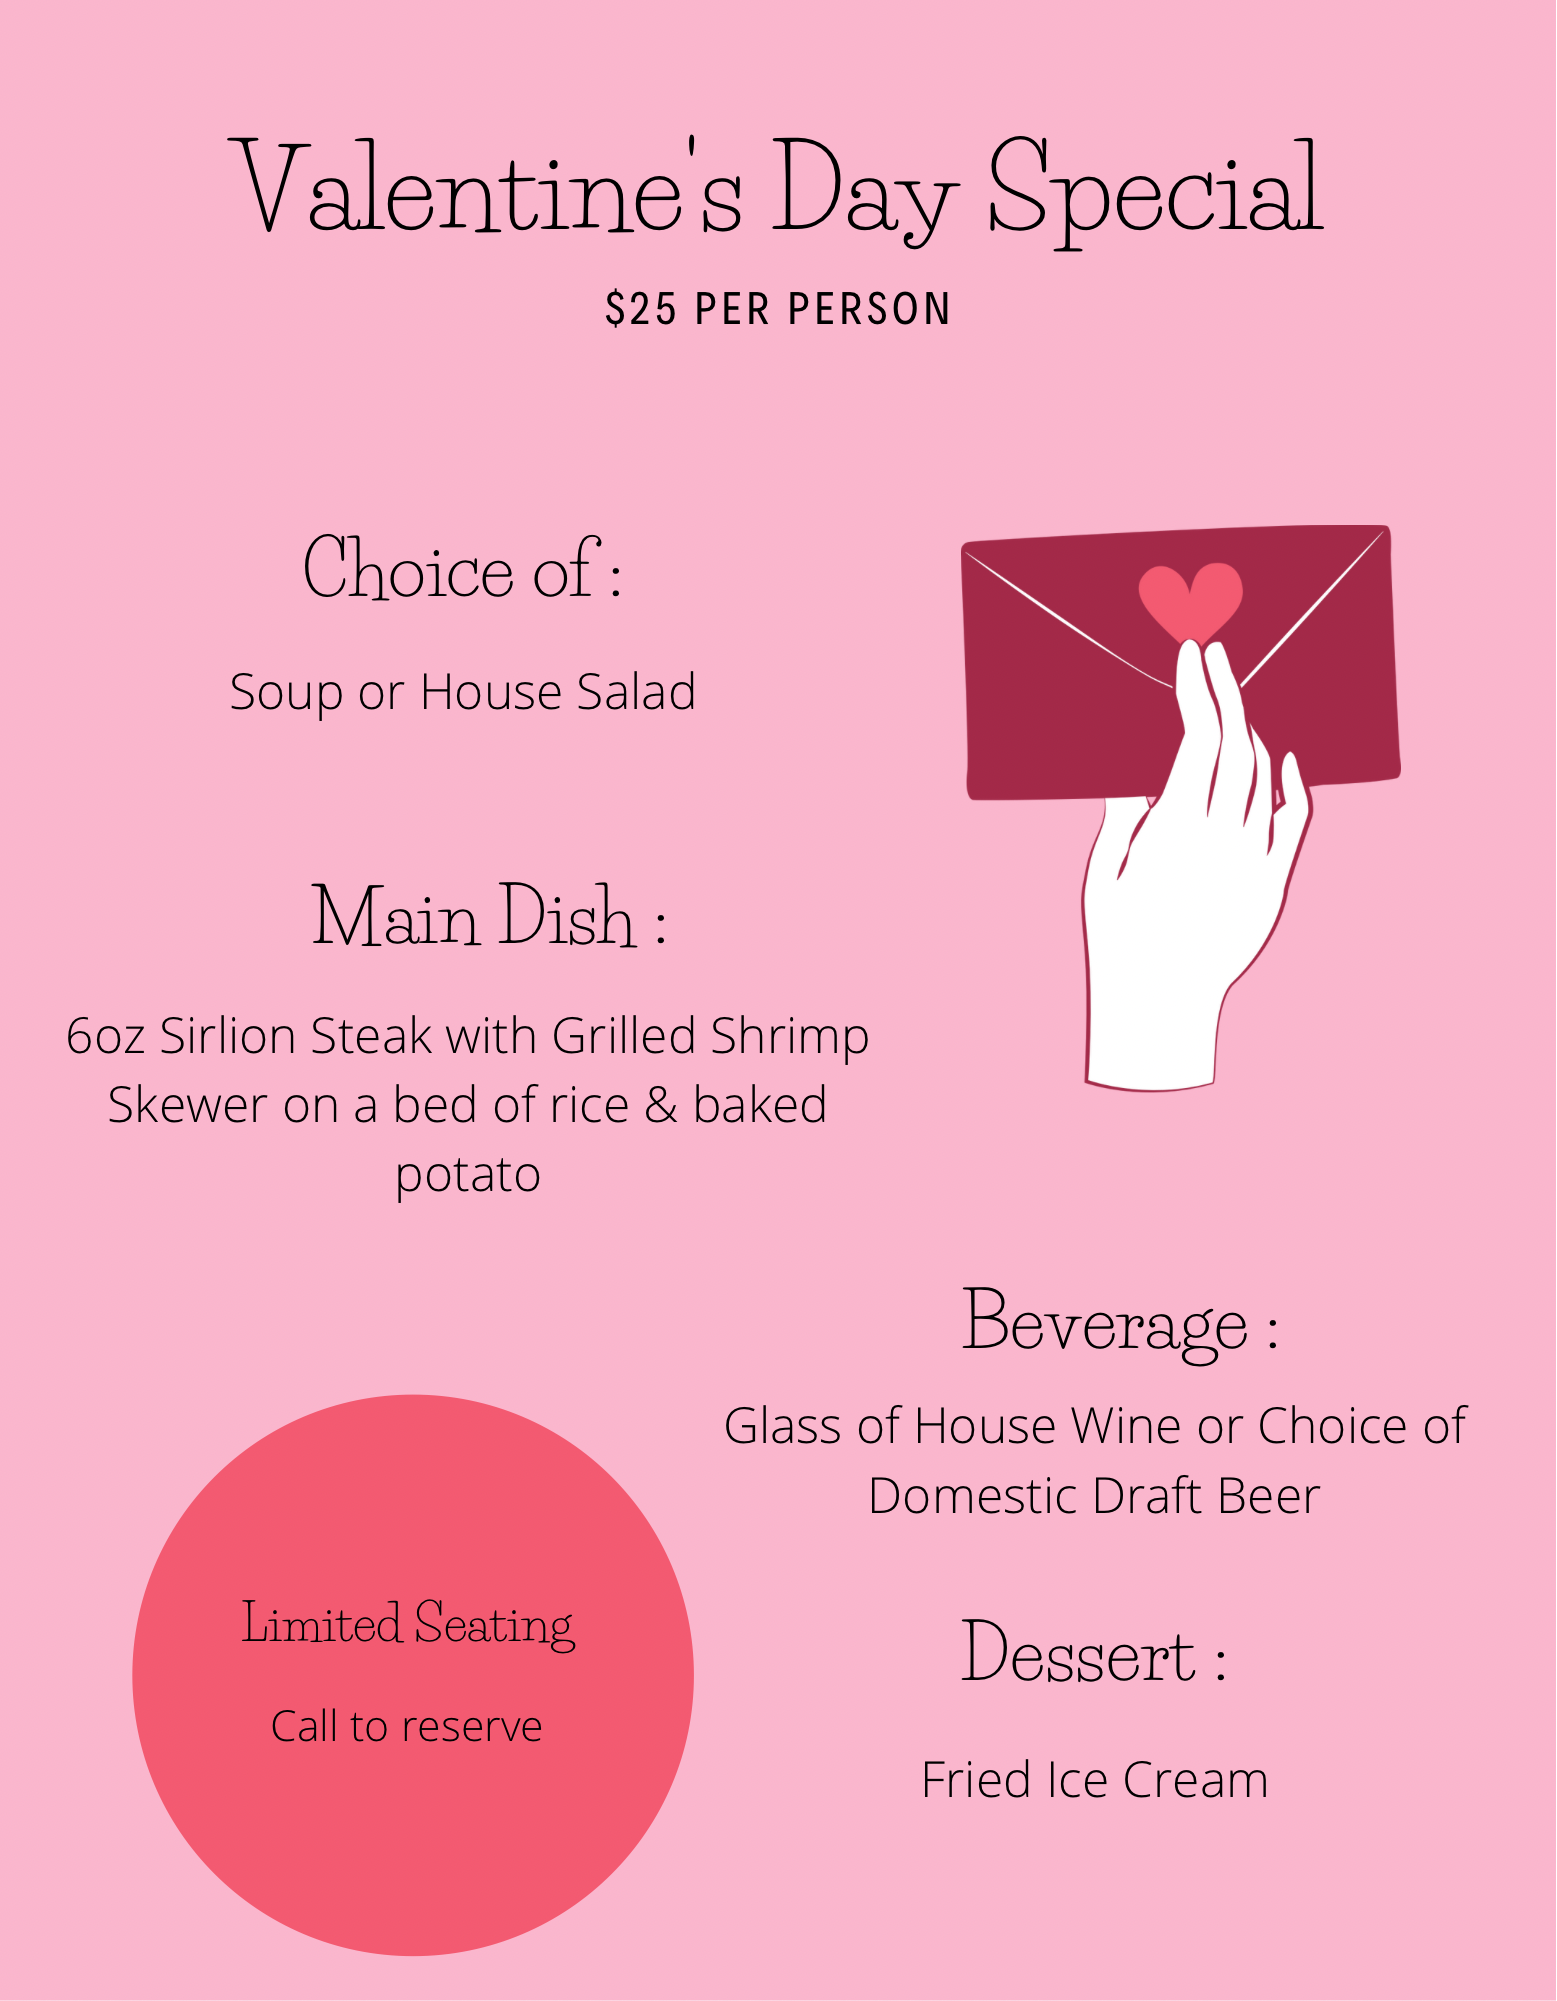 Valentine's Day Special
$25 PER PERSON
Choice of :
Soup or House Salad
Main Dish :
6oz Sirlion Steak with Grilled Shrimp
Skewer on a bed of rice & baked
potato
Beverage :
Glass of House Wine or Choice of
Domestic Draft Beer
Limited Seating
Call to reserve
Dessert :
Fried Ice Cream